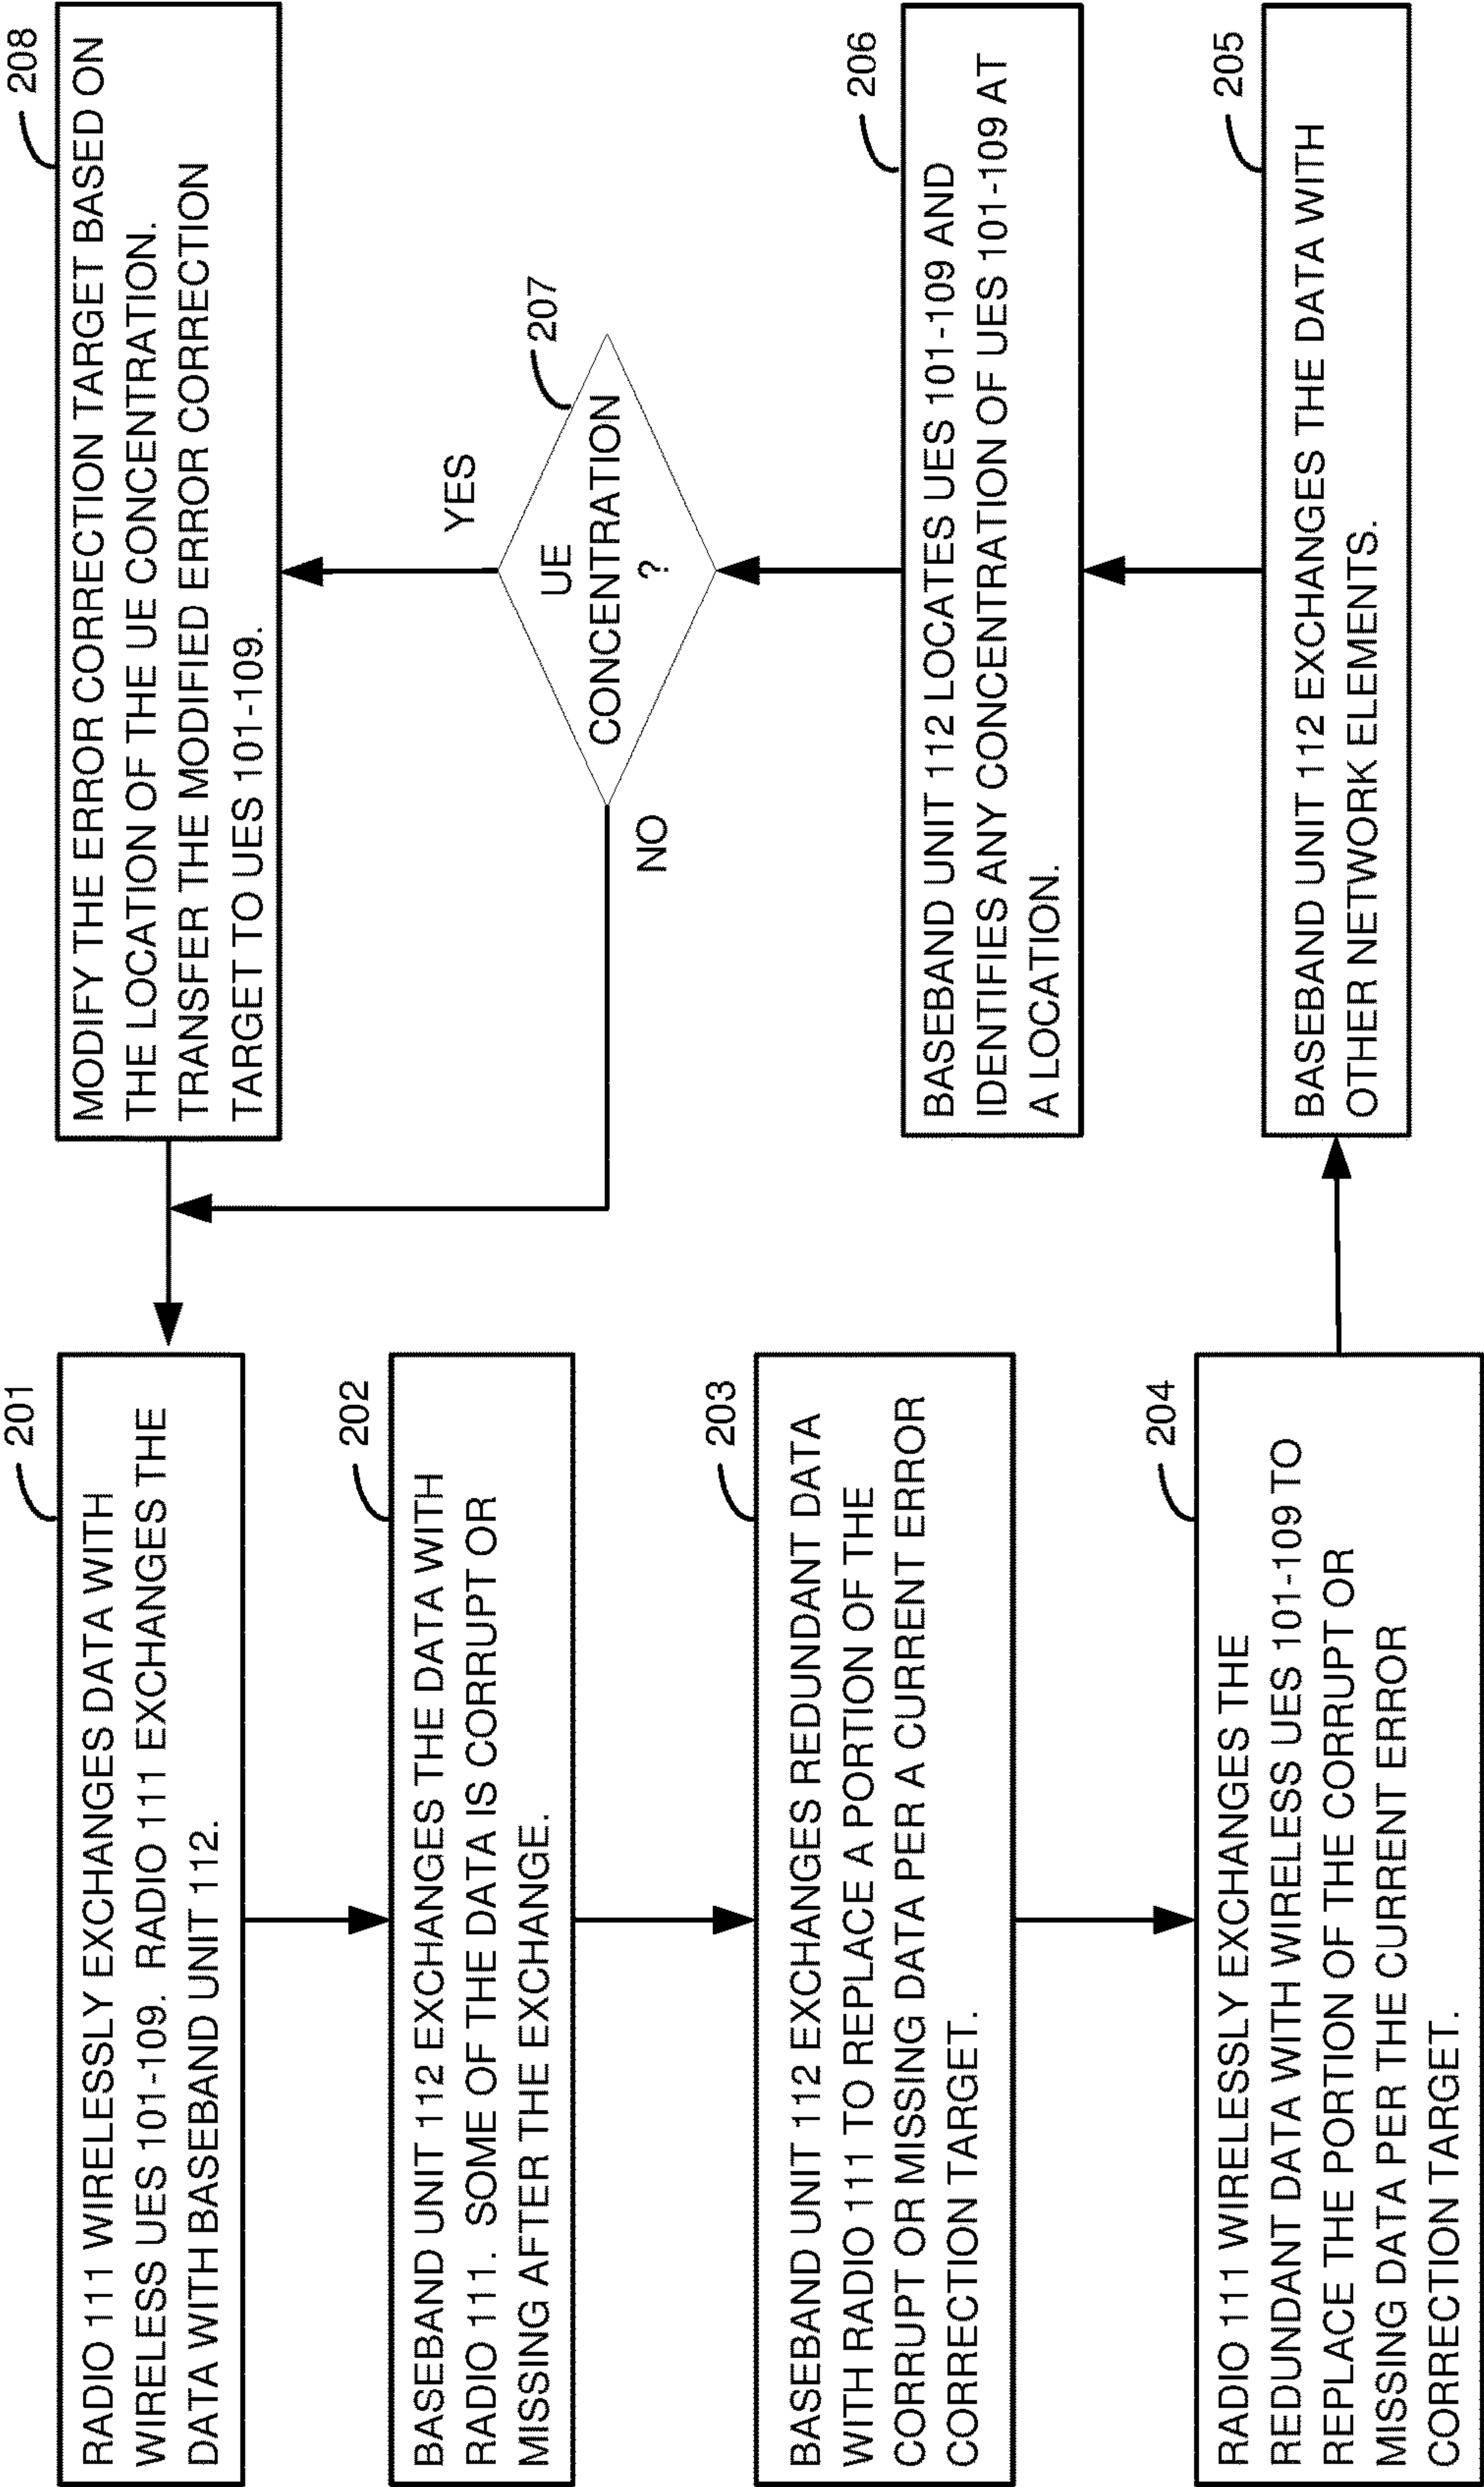 201
RADIO 111 WIRELESSLY EXCHANGES DATA WITH
WIRELESS UES 101-109. RADIO 111 EXCHANGES THE
DATA WITH BASEBAND UNIT 112.
202
BASEBAND UNIT 112 EXCHANGES THE DATA WITH
RADIO 111. SOME OF THE DATA IS CORRUPT OR
MISSING AFTER THE EXCHANGE.
203
BASEBAND UNIT 112 EXCHANGES REDUNDANT DATA
WITH RADIO 111 TO REPLACE A PORTION OF THE
CORRUPT OR MISSING DATA PER A CURRENT ERROR
CORRECTION TARGET.
204
RADIO 111 WIRELESSLY EXCHANGES THE
REDUNDANT DATA WITH WIRELESS UES 101-109 TO
REPLACE THE PORTION OF THE CORRUPT OR
MISSING DATA PER THE CURRENT ERROR
CORRECTION TARGET.
205
BASEBAND UNIT 112 EXCHANGES THE DATA WITH
OTHER NETWORK ELEMENTS.
206
BASEBAND UNIT 112 LOCATES UES 101-109 AND
IDENTIFIES ANY CONCENTRATION OF UES 101-109 AT
A LOCATION.
207
UE
CONCENTRATION
?
NO
YES
208
MODIFY THE ERROR CORRECTION TARGET BASED ON
THE LOCATION OF THE UE CONCENTRATION.
TRANSFER THE MODIFIED ERROR CORRECTION
TARGET TO UES 101-109.